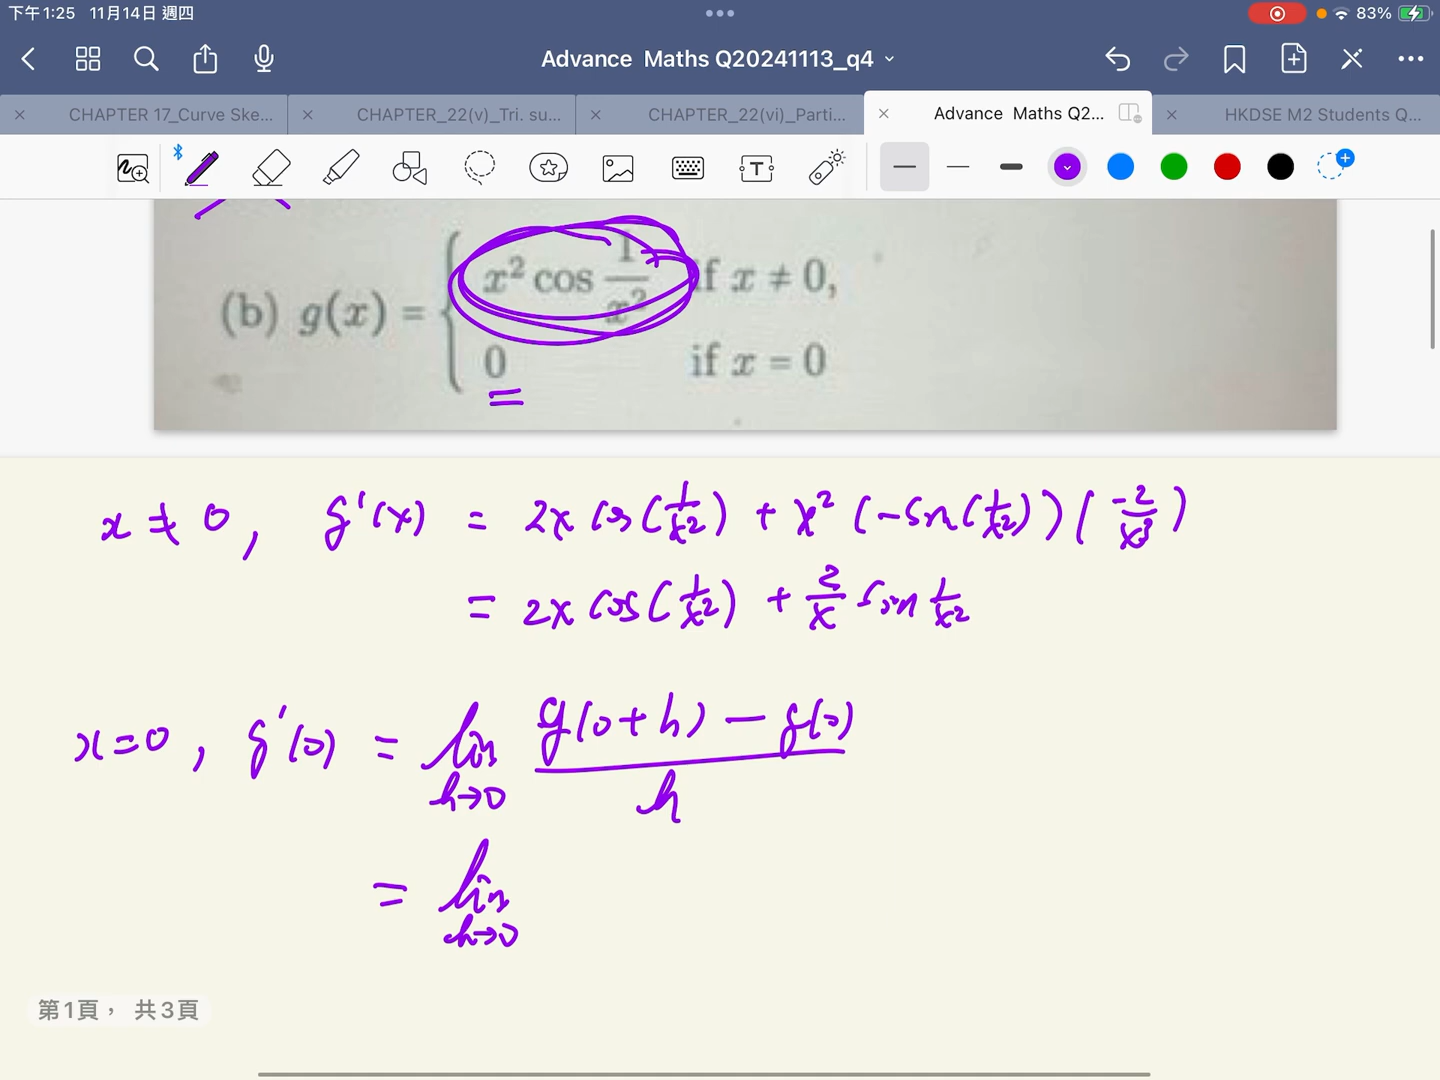 下午1:25 11月14日 週四
83%
Advance Maths Q20241113_q4
CHAPTER 17_Curve Ske...
CHAPTER_22(v)_Tri. su...
CHAPTER_22(vi)_Parti...
Advance Maths Q2...
HKDSE M2 Students Q...
(b) g(x) = { x² cos 1/x² if x ≠ 0,
0 if x = 0
x ≠ 0, g'(x) = 2x cos(1/x²) + x² (-sin(1/x²)) (-2/x³)
= 2x cos(1/x²) + 2/x sin 1/x²
x=0, g'(0) = lim h→0 g(0+h) - g(0) / h
= lim h→0
第1頁, 共3頁